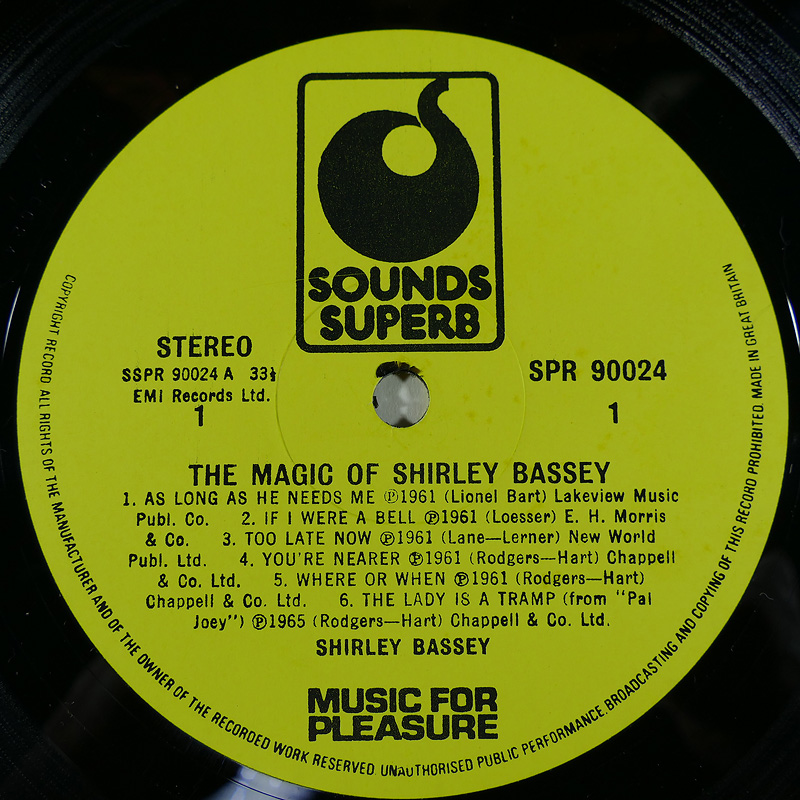 SOUNDS
SUPERB
STEREO
SSPR 90024 A 33⅓
EMI Records Ltd.
1
SPR 90024
1
THE MAGIC OF SHIRLEY BASSEY
1. AS LONG AS HE NEEDS ME ℗1961 (Lionel Bart) Lakeview Music
Publ. Co. 2. IF I WERE A BELL ℗1961 (Loesser) E. H. Morris
& Co. 3. TOO LATE NOW ℗1961 (Lane—Lerner) New World
Publ. Ltd. 4. YOU'RE NEARER ℗1961 (Rodgers—Hart) Chappell
& Co. Ltd. 5. WHERE OR WHEN ℗1961 (Rodgers—Hart)
Chappell & Co. Ltd. 6. THE LADY IS A TRAMP (from "Pal
Joey") ℗1965 (Rodgers—Hart) Chappell & Co. Ltd.
SHIRLEY BASSEY
MUSIC FOR
PLEASURE
COPYRIGHT RECORD ALL RIGHTS OF THE MANUFACTURER AND OF THE OWNER OF THE RECORDED WORK RESERVED. UNAUTHORISED PUBLIC PERFORMANCE, BROADCASTING AND COPYING OF THIS RECORD PROHIBITED. MADE IN GREAT BRITAIN